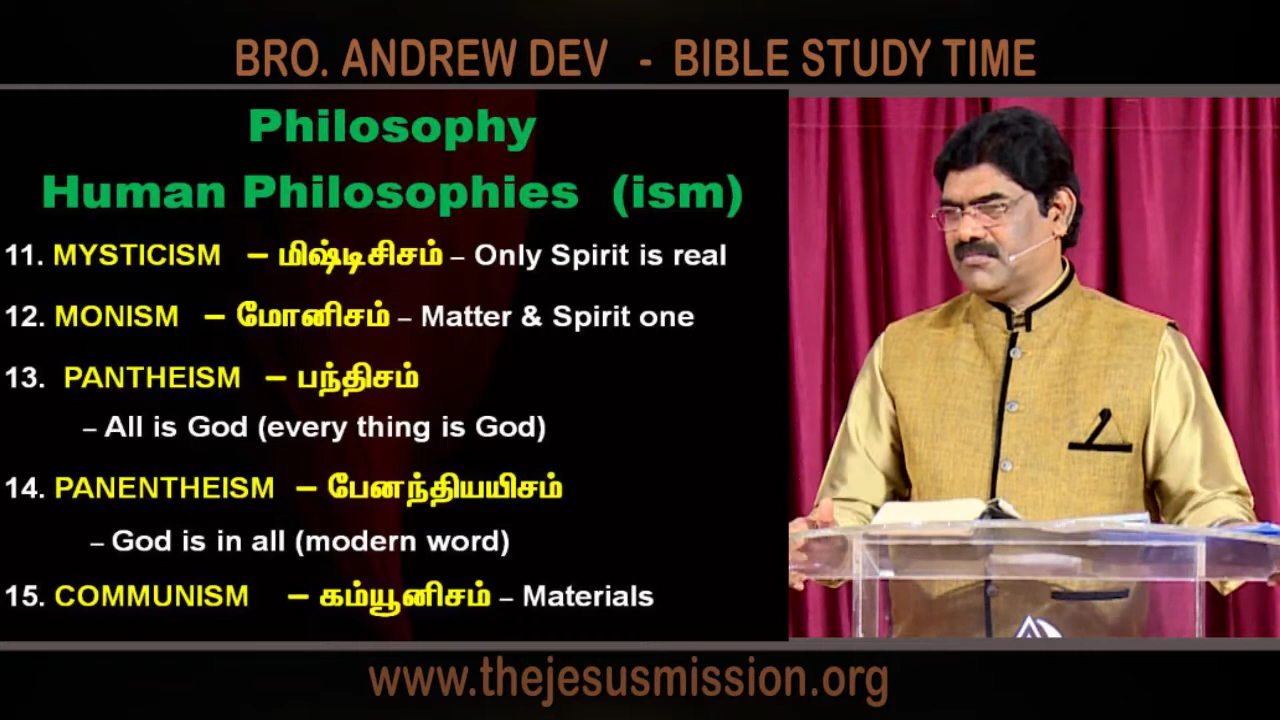 BRO. ANDREW DEV - BIBLE STUDY TIME
Philosophy
Human Philosophies (ism)
11. MYSTICISM – மிஷ்டிசிசம் – Only Spirit is real
12. MONISM – மோனிசம் – Matter & Spirit one
13. PANTHEISM – பந்திசம்
– All is God (every thing is God)
14. PANENTHEISM – பேனந்தியயிசம்
– God is in all (modern word)
15. COMMUNISM – கம்யூனிசம் – Materials
www.thejesusmission.org